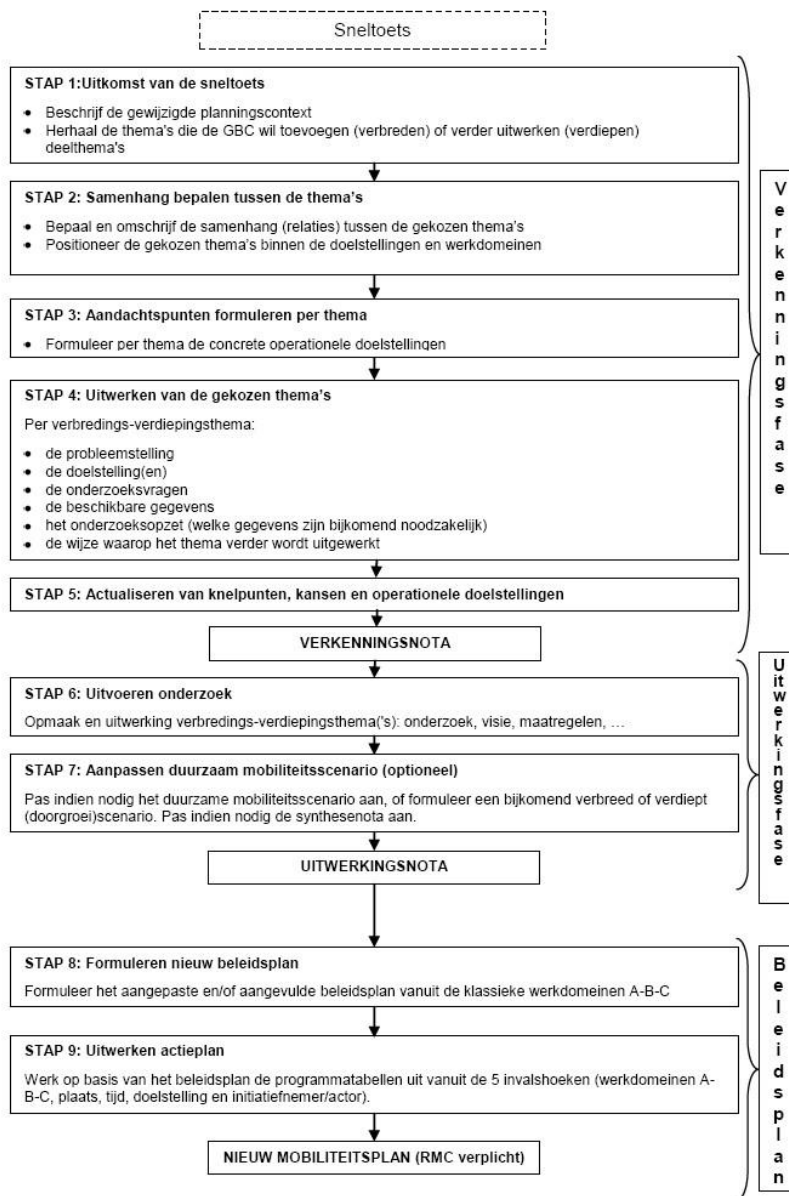 Sneltoets
STAP 1:Uitkomst van de sneltoets
• Beschrijf de gewijzigde planningscontext
• Herhaal de thema's die de GBC wil toevoegen (verbreden) of verder uitwerken (verdiepen)
deelthema's
STAP 2: Samenhang bepalen tussen de thema's
• Bepaal en omschrijf de samenhang (relaties) tussen de gekozen thema's
• Positioneer de gekozen thema's binnen de doelstellingen en werkdomeinen
STAP 3: Aandachtspunten formuleren per thema
• Formuleer per thema de concrete operationele doelstellingen
STAP 4: Uitwerken van de gekozen thema's
Per verbredings-verdiepingsthema:
• de probleemstelling
• de doelstelling(en)
• de onderzoeksvragen
• de beschikbare gegevens
• het onderzoeksopzet (welke gegevens zijn bijkomend noodzakelijk)
• de wijze waarop het thema verder wordt uitgewerkt
STAP 5: Actualiseren van knelpunten, kansen en operationele doelstellingen
VERKENNINGSNOTA
Verkenningsfase
STAP 6: Uitvoeren onderzoek
Opmaak en uitwerking verbredings-verdiepingsthema('s): onderzoek, visie, maatregelen, …
STAP 7: Aanpassen duurzaam mobiliteitsscenario (optioneel)
Pas indien nodig het duurzame mobiliteitsscenario aan, of formuleer een bijkomend verbreed of verdiept
(doorgroei)scenario. Pas indien nodig de synthesenota aan.
UITWERKINGSNOTA
Uitwerkingsfase
STAP 8: Formuleren nieuw beleidsplan
Formuleer het aangepaste en/of aangevulde beleidsplan vanuit de klassieke werkdomeinen A-B-C
STAP 9: Uitwerken actieplan
Werk op basis van het beleidsplan de programmatabellen uit vanuit de 5 invalshoeken (werkdomeinen A-
B-C, plaats, tijd, doelstelling en initiatiefnemer/actor).
NIEUW MOBILITEITSPLAN (RMC verplicht)
Beleidsplan